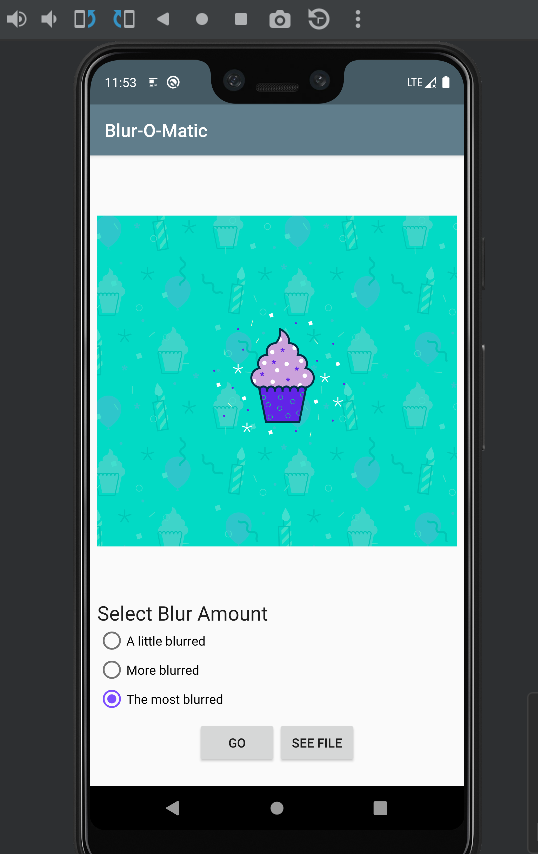 11:53
LTE
Blur-O-Matic
Select Blur Amount
A little blurred
More blurred
The most blurred
GO SEE FILE